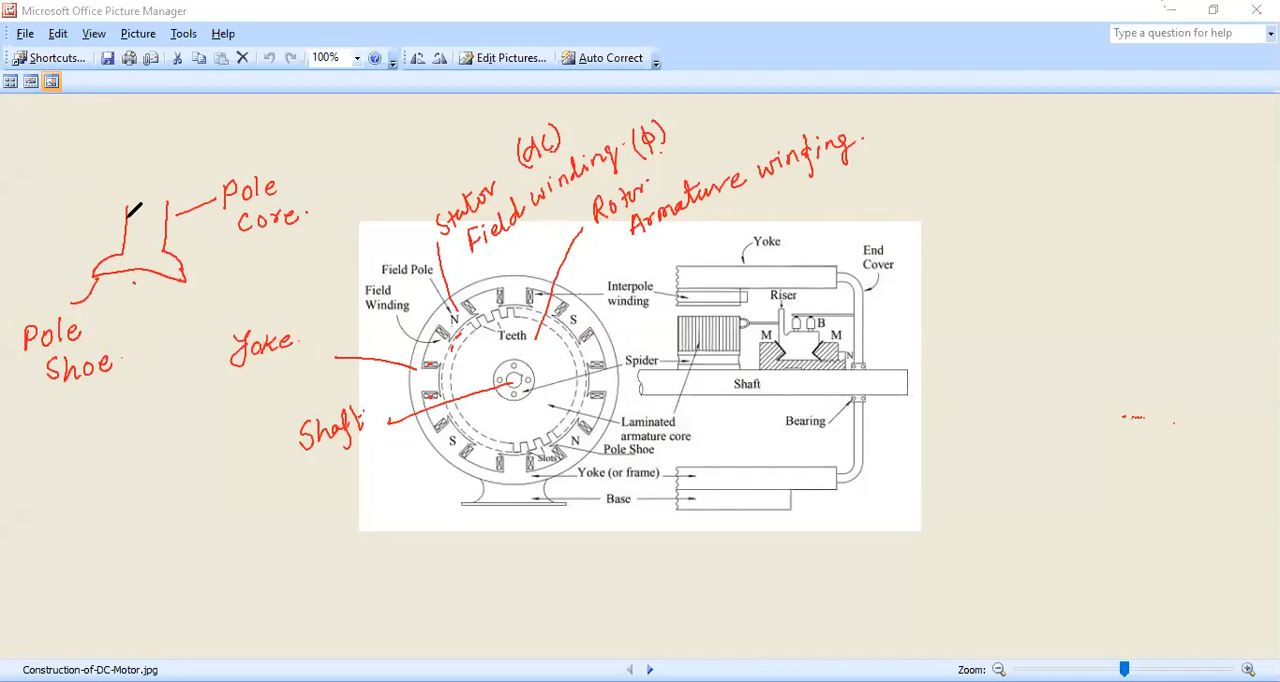 Microsoft Office Picture Manager
File Edit View Picture Tools Help
Type a question for help
Shortcuts...
100%
Edit Pictures...
Auto Correct
Pole
Core.
Pole
Shoe
Yoke.
Shaft
Stator
(DC)
Field winding. (Φ)
Rotor
Armature winding.
Field Pole
Field
Winding
N
S
Teeth
S
N
Slots
Interpole
winding
Spider
Laminated
armature core
Pole Shoe
Yoke (or frame)
Base
Yoke
End
Cover
Riser
B
M
M
N
Shaft
Bearing
Construction-of-DC-Motor.jpg
Zoom: